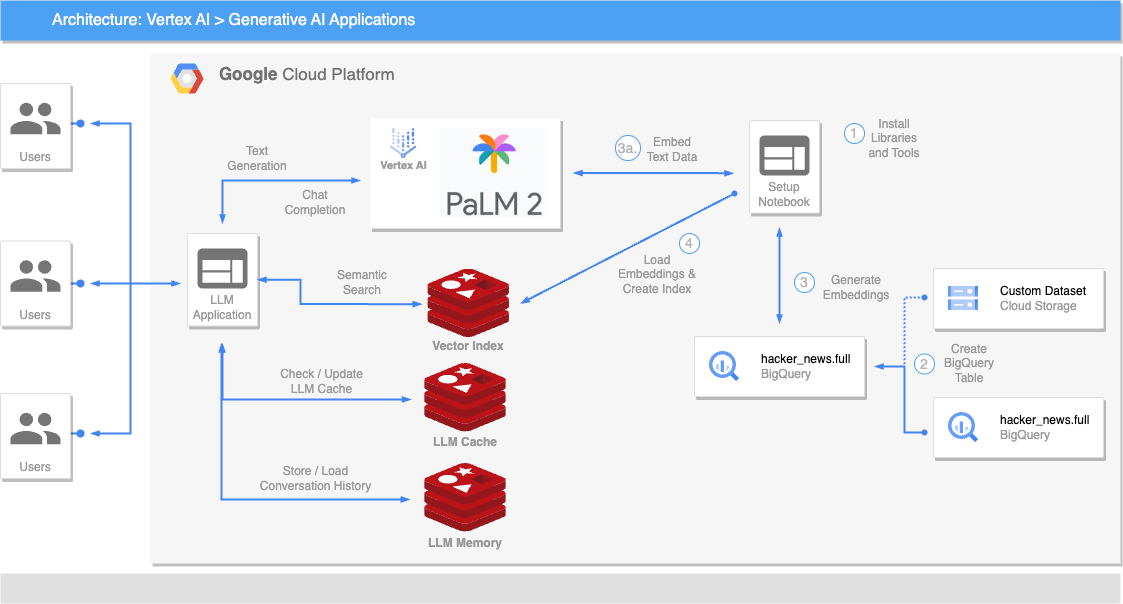 Architecture: Vertex AI > Generative AI Applications
Google Cloud Platform
Users
Users
Users
Text
Generation
Chat
Completion
Vertex AI
PaLM 2
3a.
Embed
Text Data
Setup
Notebook
1
Install
Libraries
and Tools
LLM
Application
Semantic
Search
Vector Index
4
Load
Embeddings &
Create Index
3
Generate
Embeddings
Custom Dataset
Cloud Storage
hacker_news.full
BigQuery
2
Create
BigQuery
Table
hacker_news.full
BigQuery
Check / Update
LLM Cache
LLM Cache
Store / Load
Conversation History
LLM Memory